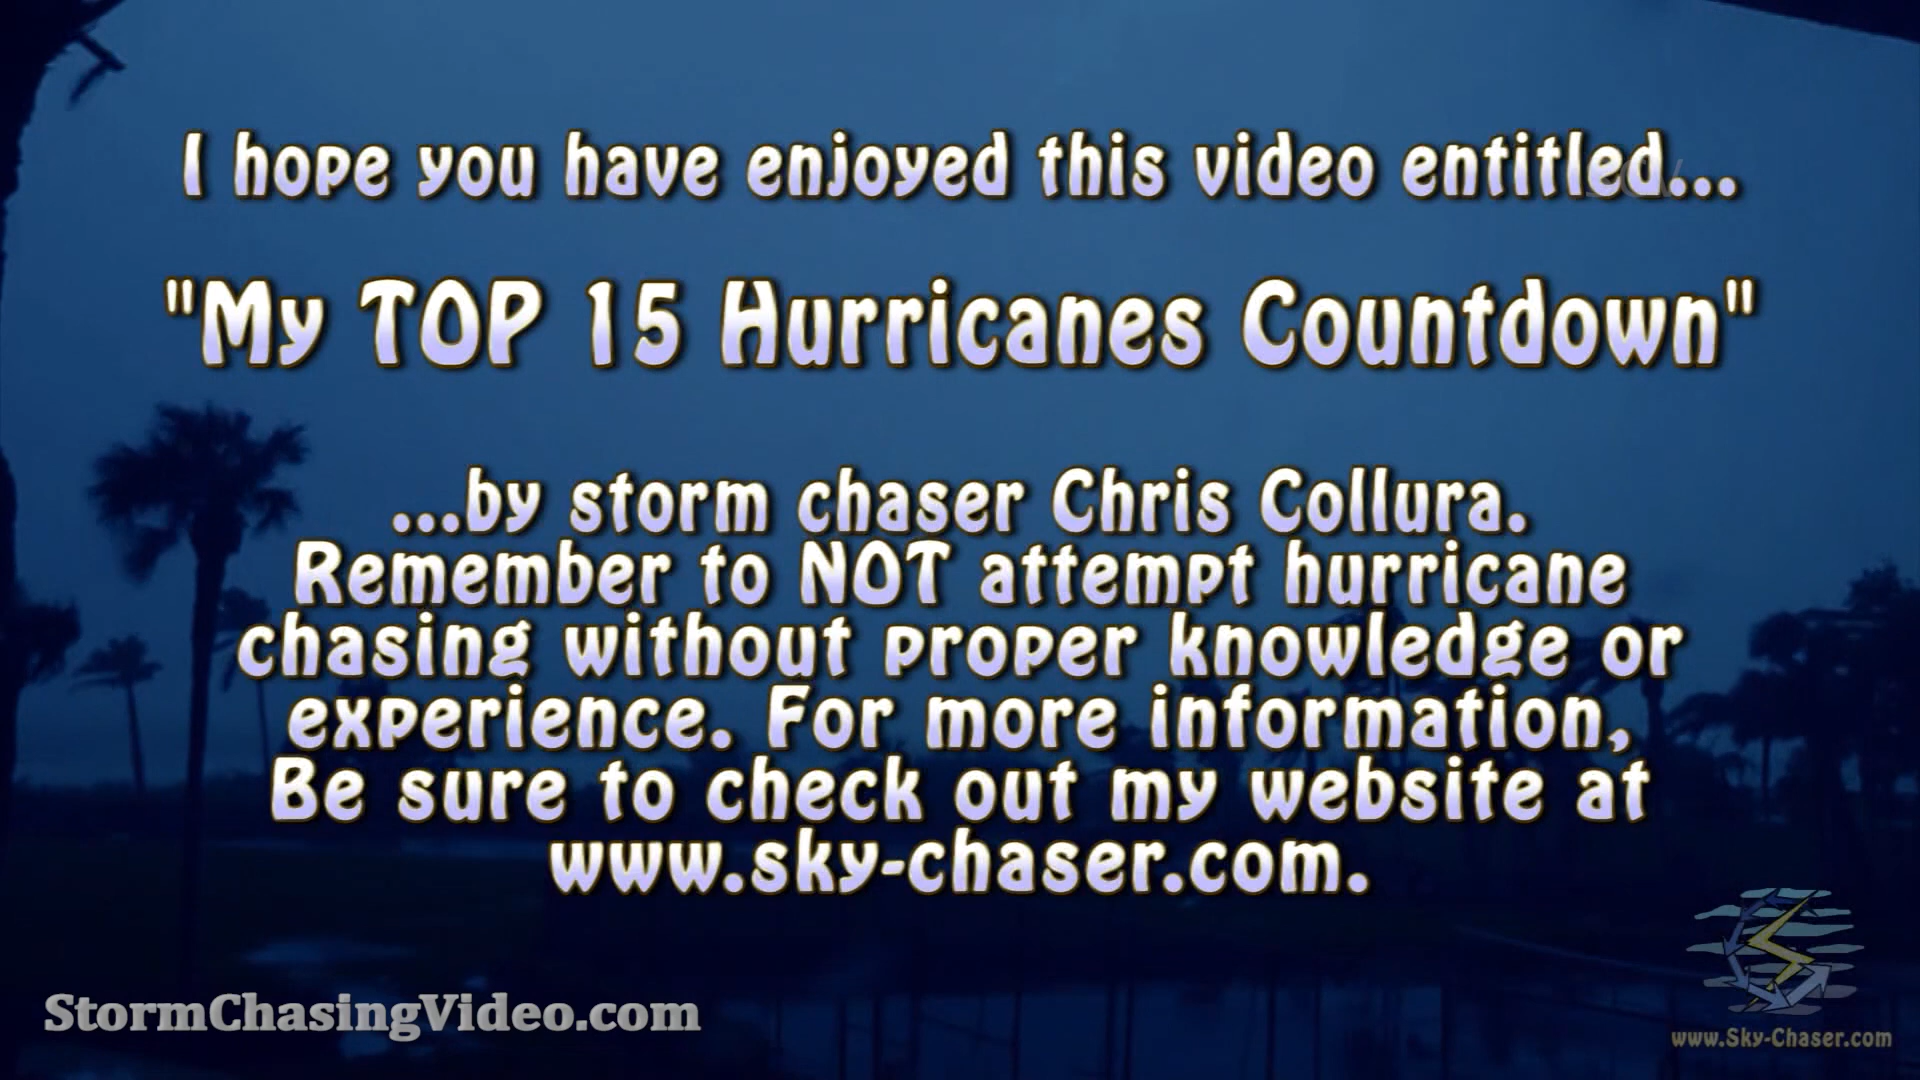 I hope you have enjoyed this video entitled...
"My TOP 15 Hurricanes Countdown"
...by storm chaser Chris Collura.
Remember to NOT attempt hurricane
chasing without proper knowledge or
experience. For more information,
Be sure to check out my website at
www.sky-chaser.com.
StormChasingVideo.com
www.Sky-Chaser.com